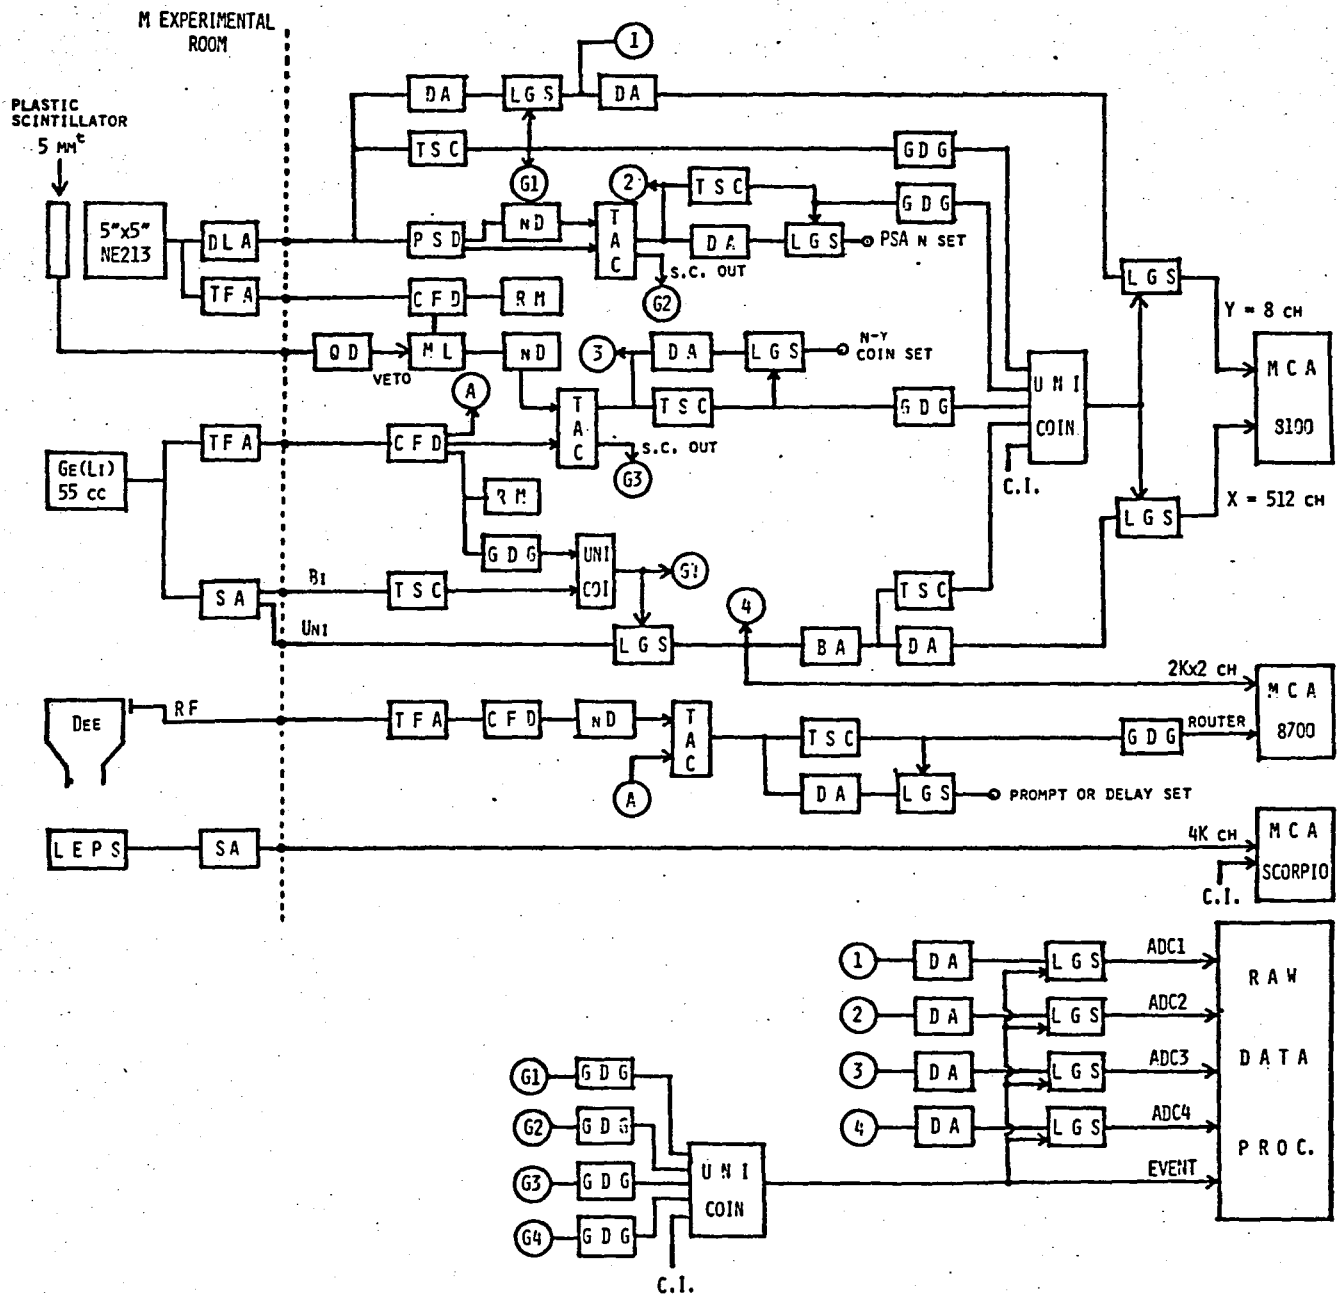 M EXPERIMENTAL
ROOM
PLASTIC
SCINTILLATOR
5 MMᵗ
5"x5"
NE213
DLA
TFA
1
DA
LGS
DA
TSC
G1
GDG
2
TSC
GDG
PSD
ND
TAC
DA
LGS
PSA N SET
S.C. OUT
G2
CFD
RM
QD
VETO
ML
ND
3
DA
LGS
N-γ
COIN SET
TAC
TSC
GDG
S.C. OUT
G3
UNI
COIN
C.I.
LGS
LGS
Y = 8 CH
X = 512 CH
MCA
8100
GE(LI)
55 CC
TFA
CFD
A
RM
GDG
UNI
COI
SA
BI
TSC
UNI
LGS
4
BA
TSC
DA
2Kx2 CH
MCA
8700
DEE
RF
TFA
CFD
ND
TAC
A
TSC
GDG
ROUTER
DA
LGS
PROMPT OR DELAY SET
LEPS
SA
4K CH
C.I.
MCA
SCORPIO
1
DA
LGS
ADC1
2
DA
LGS
ADC2
3
DA
LGS
ADC3
4
DA
LGS
ADC4
EVENT
RAW
DATA
PROC.
G1
GDG
G2
GDG
G3
GDG
G4
GDG
UNI
COIN
C.I.